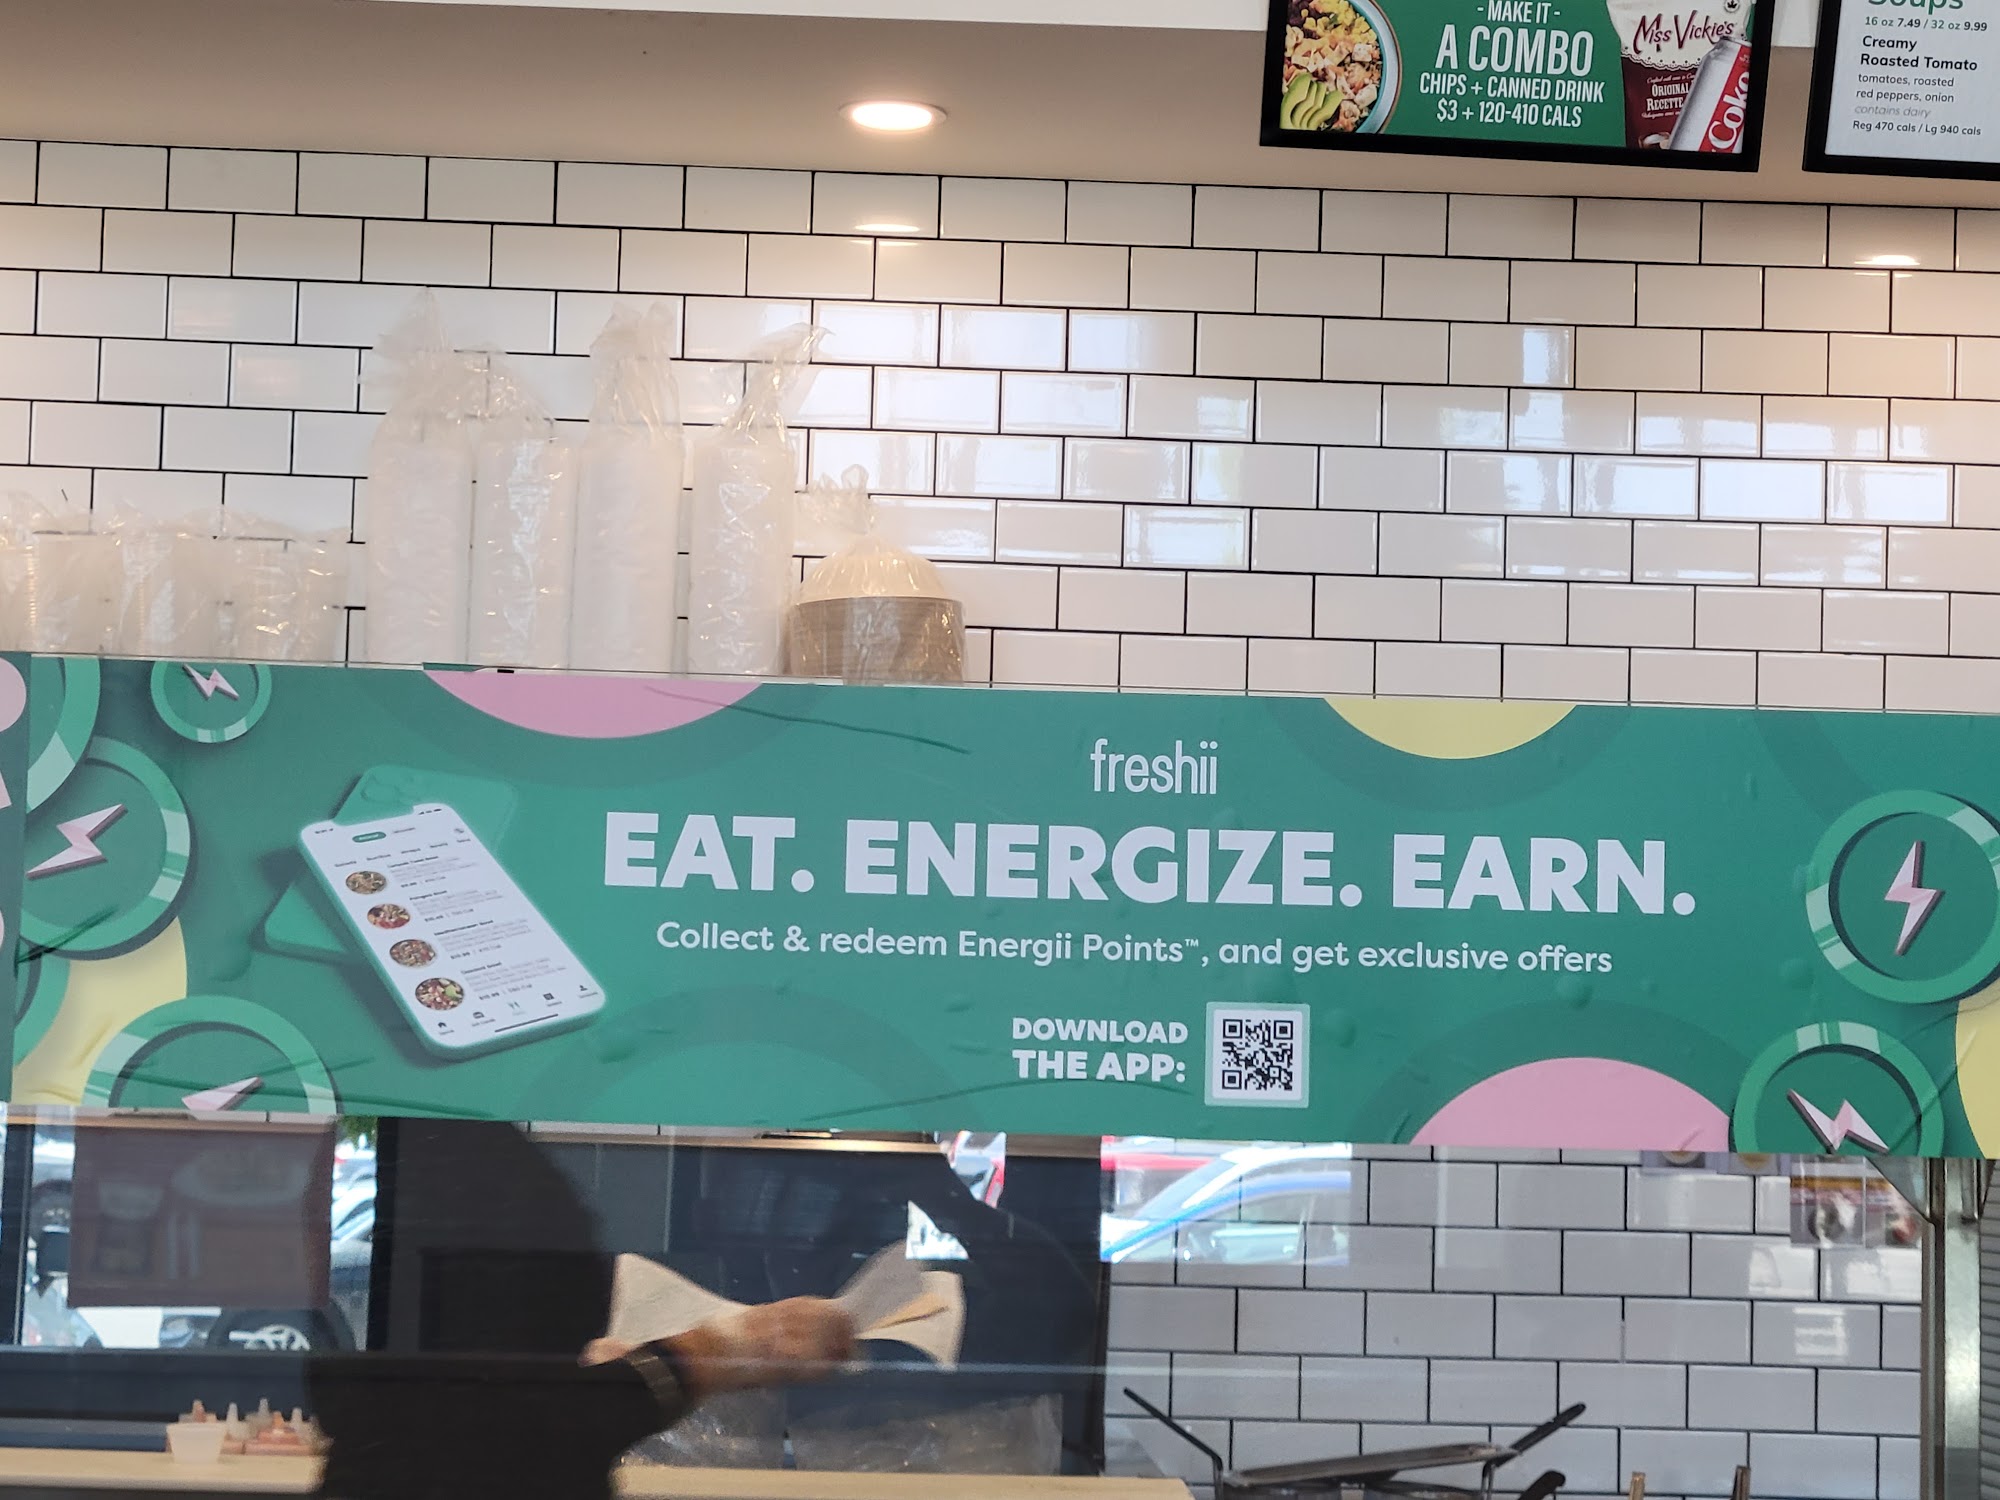 - MAKE IT -
A COMBO
CHIPS + CANNED DRINK
$3 + 120-410 CALS
Miss Vickie's
ORIGINAL
RECETTE
Coke
Soups
16 oz 7.49 / 32 oz 9.99
Creamy
Roasted Tomato
tomatoes, roasted
red peppers, onion
contains dairy
Reg 470 cals / Lg 940 cals
freshii
EAT. ENERGIZE. EARN.
Collect & redeem Energii Points™, and get exclusive offers
DOWNLOAD
THE APP: